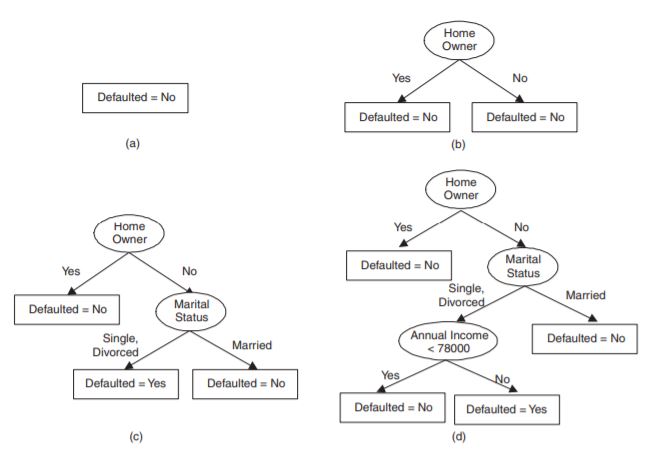 Defaulted = No
(a)
Home
Owner
Yes
No
Defaulted = No
Defaulted = No
(b)
Home
Owner
Yes
No
Defaulted = No
Marital
Status
Single,
Divorced
Married
Defaulted = Yes
Defaulted = No
(c)
Home
Owner
Yes
No
Defaulted = No
Marital
Status
Single,
Divorced
Married
Annual Income
< 78000
Defaulted = No
Yes
No
Defaulted = No
Defaulted = Yes
(d)